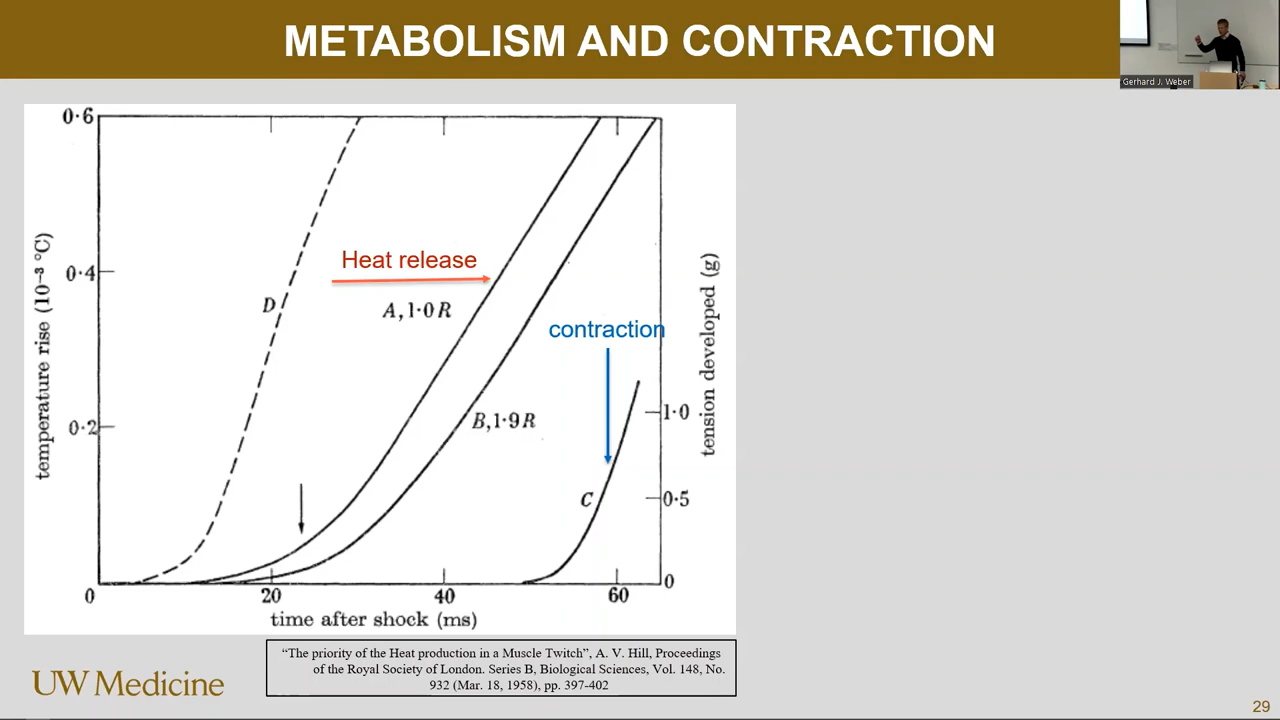 METABOLISM AND CONTRACTION
Gerhard J. Weber
0·6
0·4
0·2
0
temperature rise (10⁻³ °C)
D
Heat release
A, 1·0 R
contraction
B, 1·9 R
C
1·0
0·5
0
tension developed (g)
20
40
60
time after shock (ms)
“The priority of the Heat production in a Muscle Twitch”, A. V. Hill, Proceedings
of the Royal Society of London. Series B, Biological Sciences, Vol. 148, No.
932 (Mar. 18, 1958), pp. 397-402
UW Medicine
29